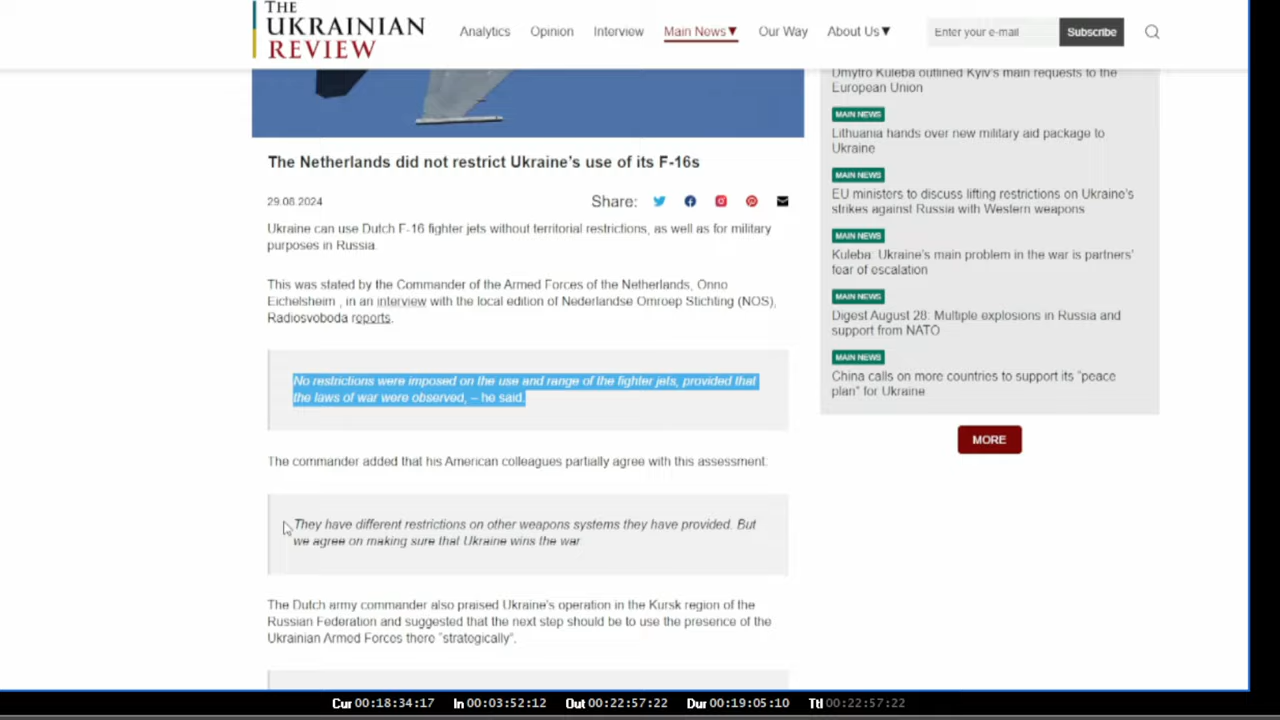 THE
UKRAINIAN
REVIEW
Analytics
Opinion
Interview
Main News▼
Our Way
About Us▼
Enter your e-mail
Subscribe
The Netherlands did not restrict Ukraine's use of its F-16s
29.08.2024
Share:
Ukraine can use Dutch F-16 fighter jets without territorial restrictions, as well as for military
purposes in Russia.
This was stated by the Commander of the Armed Forces of the Netherlands, Onno
Eichelsheim , in an interview with the local edition of Nederlandse Omroep Stichting (NOS),
Radiosvoboda reports.
No restrictions were imposed on the use and range of the fighter jets, provided that
the laws of war were observed, – he said.
The commander added that his American colleagues partially agree with this assessment.
They have different restrictions on other weapons systems they have provided. But
we agree on making sure that Ukraine wins the war
The Dutch army commander also praised Ukraine's operation in the Kursk region of the
Russian Federation and suggested that the next step should be to use the presence of the
Ukrainian Armed Forces there "strategically".
Dmytro Kuleba outlined Kyiv's main requests to the
European Union
MAIN NEWS
Lithuania hands over new military aid package to
Ukraine
MAIN NEWS
EU ministers to discuss lifting restrictions on Ukraine's
strikes against Russia with Western weapons
MAIN NEWS
Kuleba: Ukraine's main problem in the war is partners'
fear of escalation
MAIN NEWS
Digest August 28: Multiple explosions in Russia and
support from NATO
MAIN NEWS
China calls on more countries to support its "peace
plan" for Ukraine
MORE
Cur 00:18:34:17 In 00:03:52:12 Out 00:22:57:22 Dur 00:19:05:10 Ttl 00:22:57:22